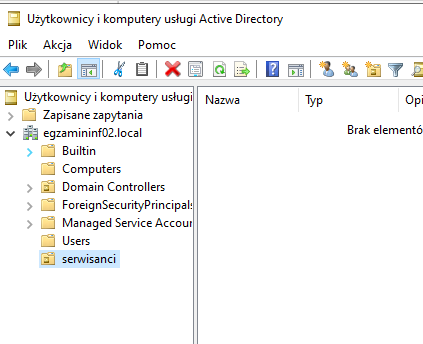 Użytkownicy i komputery usługi Active Directory
Plik Akcja Widok Pomoc
Użytkownicy i komputery usługi
Zapisane zapytania
egzamininf02.local
Builtin
Computers
Domain Controllers
ForeignSecurityPrincipals
Managed Service Accou
Users
serwisanci
Nazwa Typ Opi
Brak elementó